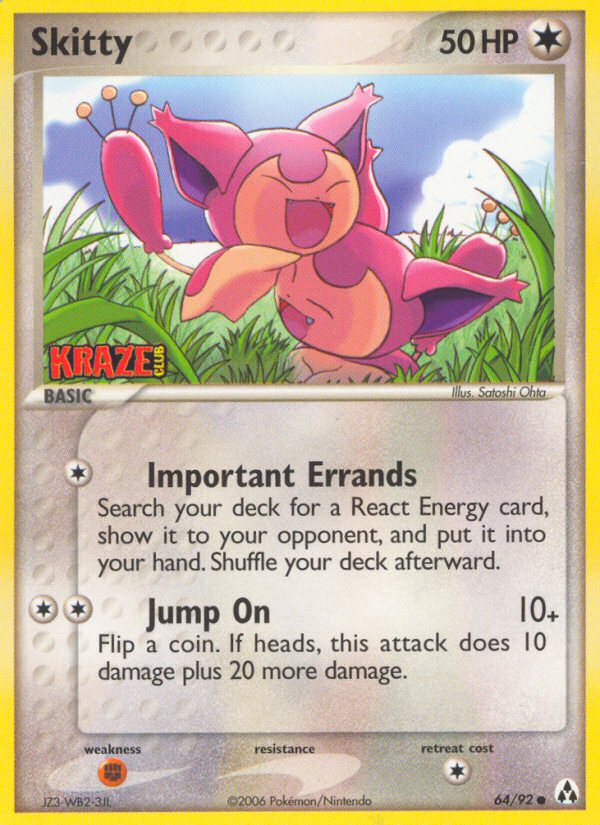 Skitty 50 HP
KRAZE CLUB
BASIC
Illus. Satoshi Ohta
Important Errands
Search your deck for a React Energy card,
show it to your opponent, and put it into
your hand. Shuffle your deck afterward.
Jump On 10+
Flip a coin. If heads, this attack does 10
damage plus 20 more damage.
weakness resistance retreat cost
JZ3-WB2-3JL ©2006 Pokémon/Nintendo 64/92